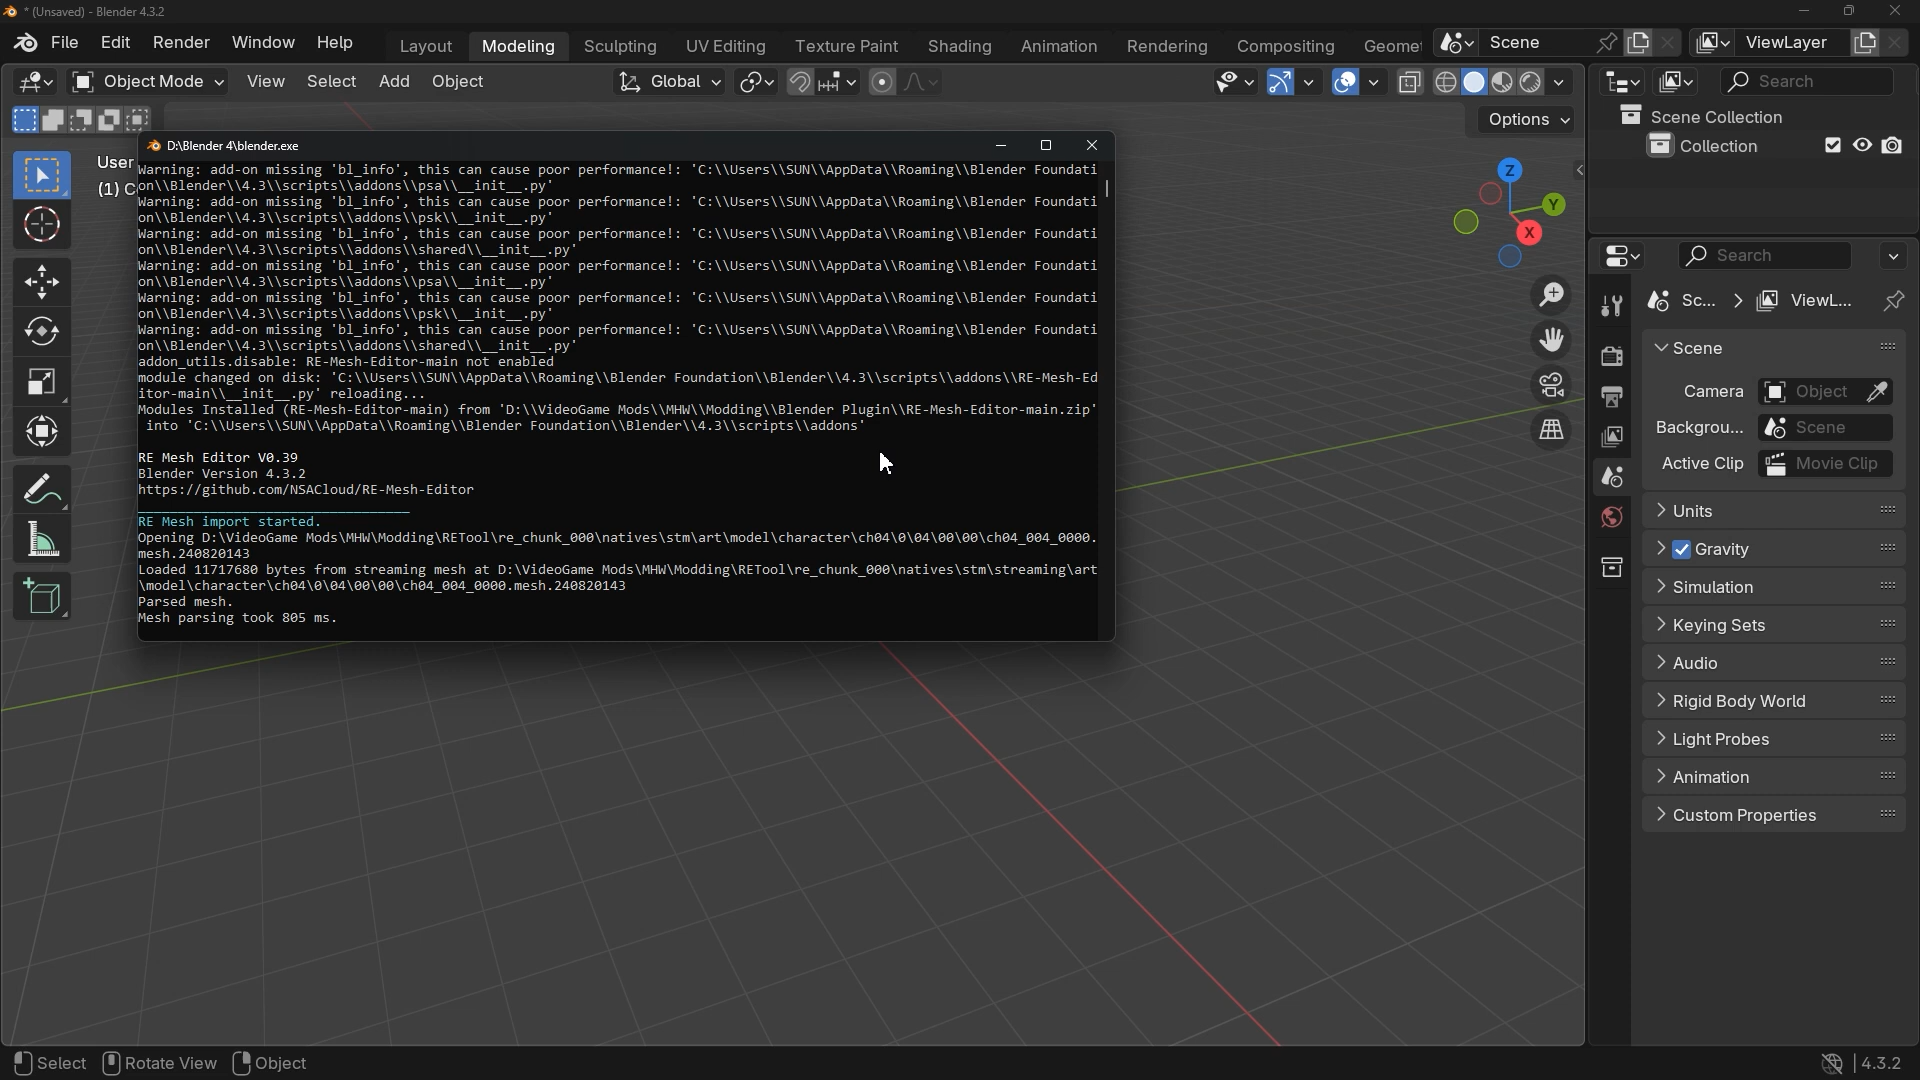 * (Unsaved) - Blender 4.3.2
File Edit Render Window Help Layout Modeling Sculpting UV Editing Texture Paint Shading Animation Rendering Compositing Geomet Scene ViewLayer
Object Mode View Select Add Object Global Search
Options
Scene Collection
Collection
User
(1) C
Z
Y
X
D:\Blender 4\blender.exe
Warning: add-on missing 'bl_info', this can cause poor performance!: 'C:\\Users\\SUN\\AppData\\Roaming\\Blender Foundati
on\\Blender\\4.3\\scripts\\addons\\psa\\__init__.py'
Warning: add-on missing 'bl_info', this can cause poor performance!: 'C:\\Users\\SUN\\AppData\\Roaming\\Blender Foundati
on\\Blender\\4.3\\scripts\\addons\\psk\\__init__.py'
Warning: add-on missing 'bl_info', this can cause poor performance!: 'C:\\Users\\SUN\\AppData\\Roaming\\Blender Foundati
on\\Blender\\4.3\\scripts\\addons\\shared\\__init__.py'
Warning: add-on missing 'bl_info', this can cause poor performance!: 'C:\\Users\\SUN\\AppData\\Roaming\\Blender Foundati
on\\Blender\\4.3\\scripts\\addons\\psa\\__init__.py'
Warning: add-on missing 'bl_info', this can cause poor performance!: 'C:\\Users\\SUN\\AppData\\Roaming\\Blender Foundati
on\\Blender\\4.3\\scripts\\addons\\psk\\__init__.py'
Warning: add-on missing 'bl_info', this can cause poor performance!: 'C:\\Users\\SUN\\AppData\\Roaming\\Blender Foundati
on\\Blender\\4.3\\scripts\\addons\\shared\\__init__.py'
addon_utils.disable: RE-Mesh-Editor-main not enabled
module changed on disk: 'C:\\Users\\SUN\\AppData\\Roaming\\Blender Foundation\\Blender\\4.3\\scripts\\addons\\RE-Mesh-Ed
itor-main\\__init__.py' reloading...
Modules Installed (RE-Mesh-Editor-main) from 'D:\\VideoGame Mods\\MHW\\Modding\\Blender Plugin\\RE-Mesh-Editor-main.zip'
into 'C:\\Users\\SUN\\AppData\\Roaming\\Blender Foundation\\Blender\\4.3\\scripts\\addons'
RE Mesh Editor V0.39
Blender Version 4.3.2
https://github.com/NSACloud/RE-Mesh-Editor
__________________________________
RE Mesh import started.
Opening D:\VideoGame Mods\MHW\Modding\RETool\re_chunk_000\natives\stm\art\model\character\ch04\0\04\00\00\ch04_004_0000.
mesh.240820143
Loaded 11717680 bytes from streaming mesh at D:\VideoGame Mods\MHW\Modding\RETool\re_chunk_000\natives\stm\streaming\art
\model\character\ch04\0\04\00\00\ch04_004_0000.mesh.240820143
Parsed mesh.
Mesh parsing took 805 ms.
Search
Sc... ViewL...
Scene
Camera Object
Backgrou... Scene
Active Clip Movie Clip
Units
Gravity
Simulation
Keying Sets
Audio
Rigid Body World
Light Probes
Animation
Custom Properties
Select Rotate View Object 4.3.2